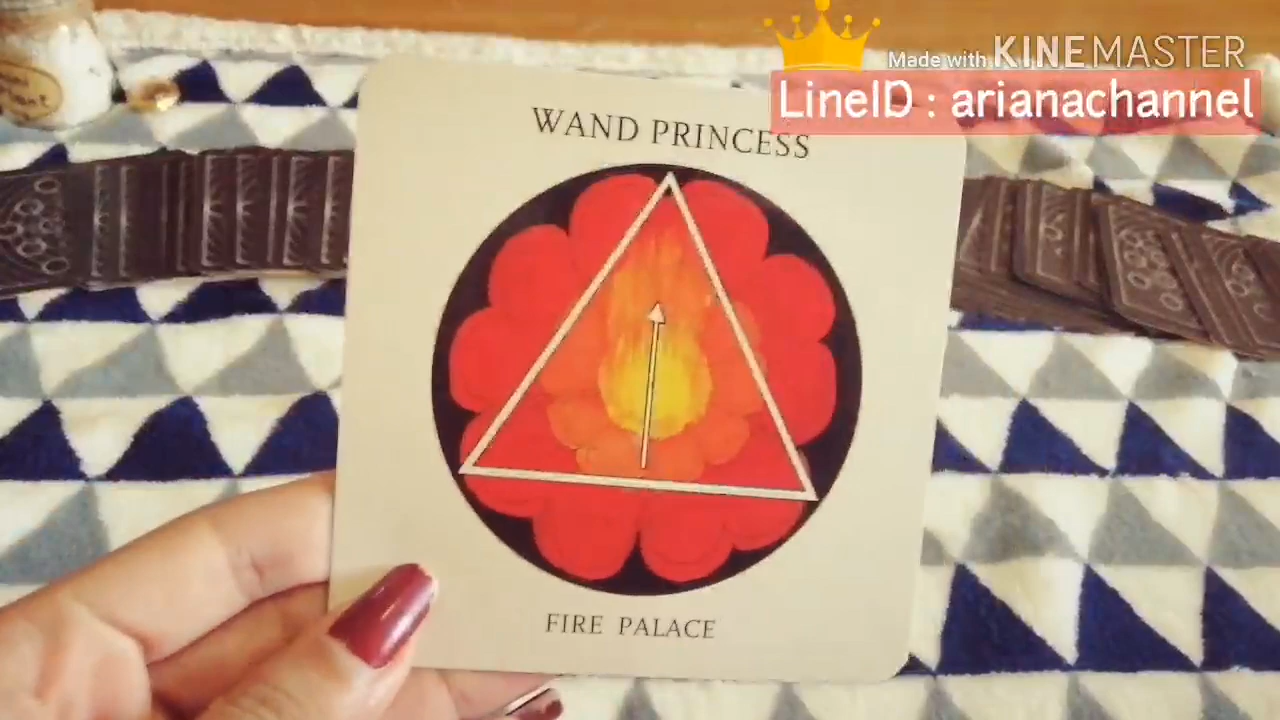 Made with KINEMASTER
LineID : arianachannel
WAND PRINCESS
FIRE PALACE